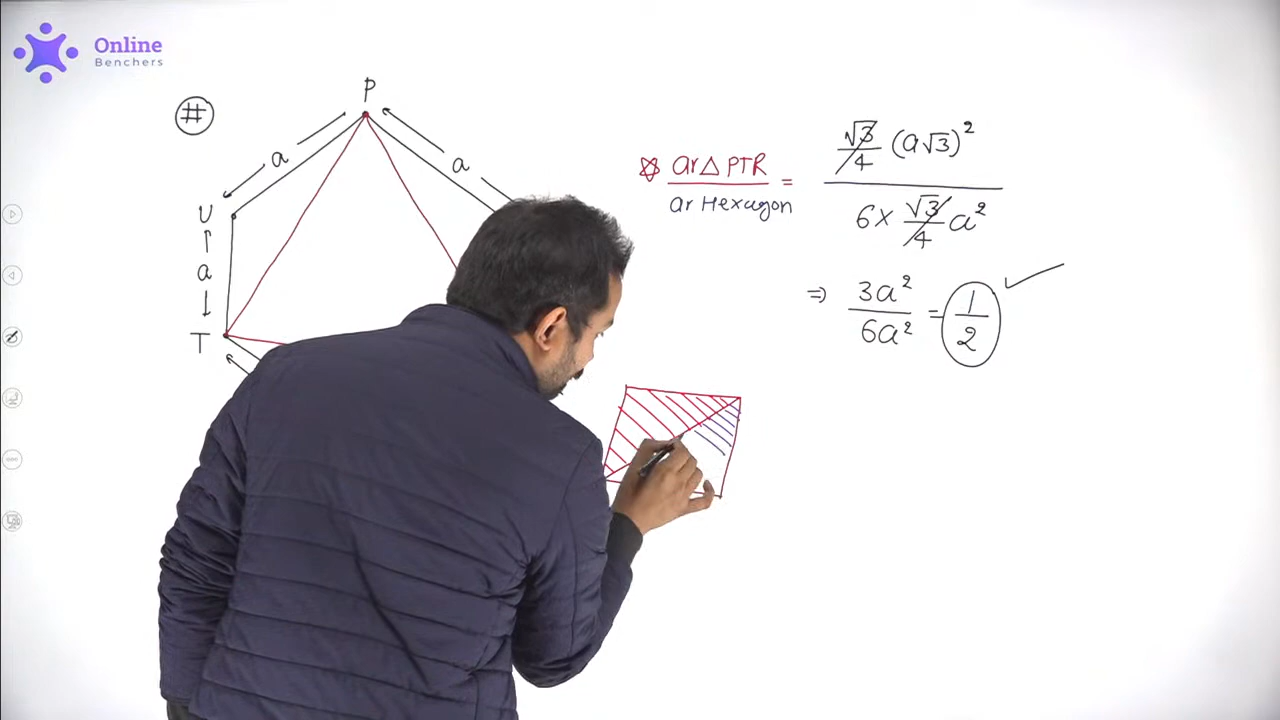 Online
Benchers
#
P
a
a
U
a
T
ar△ PTR / ar Hexagon = √3/4 (a√3)² / 6× √3/4 a²
⇒ 3a² / 6a² = 1/2